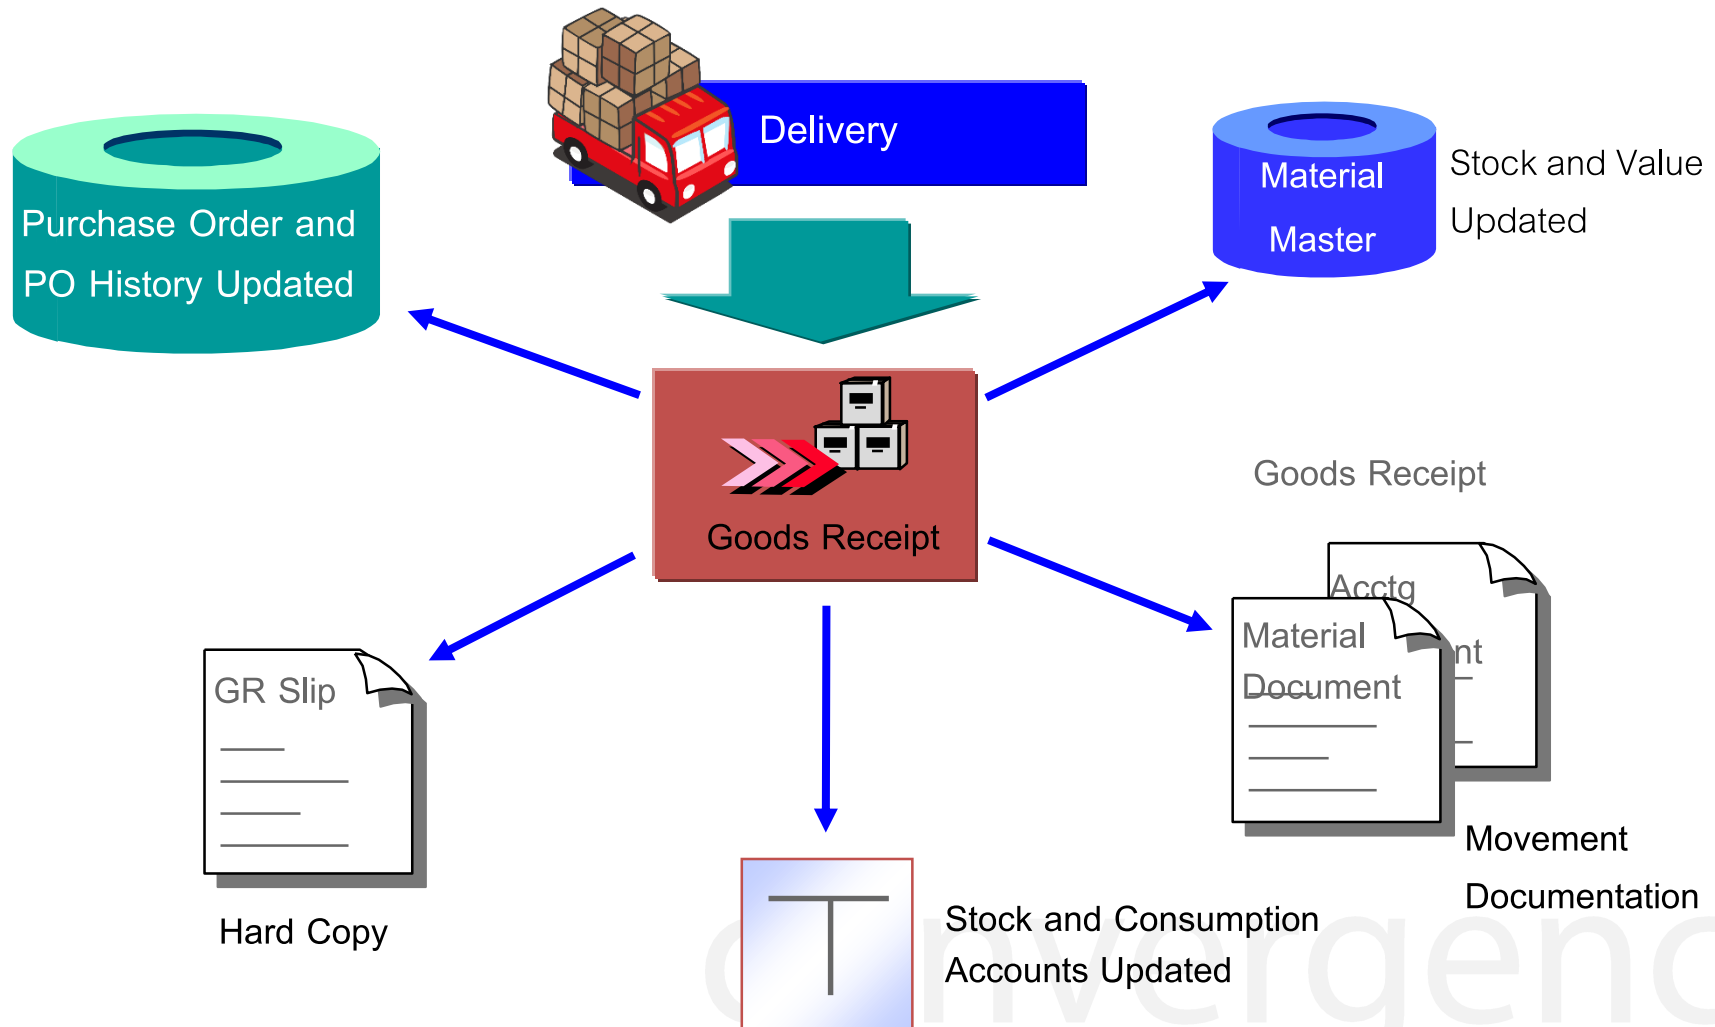 Delivery
Purchase Order and
PO History Updated
Material
Master
Stock and Value
Updated
Goods Receipt
Goods Receipt
Acctg
Material
Document
GR Slip
Hard Copy
Movement
Documentation
Stock and Consumption
Accounts Updated